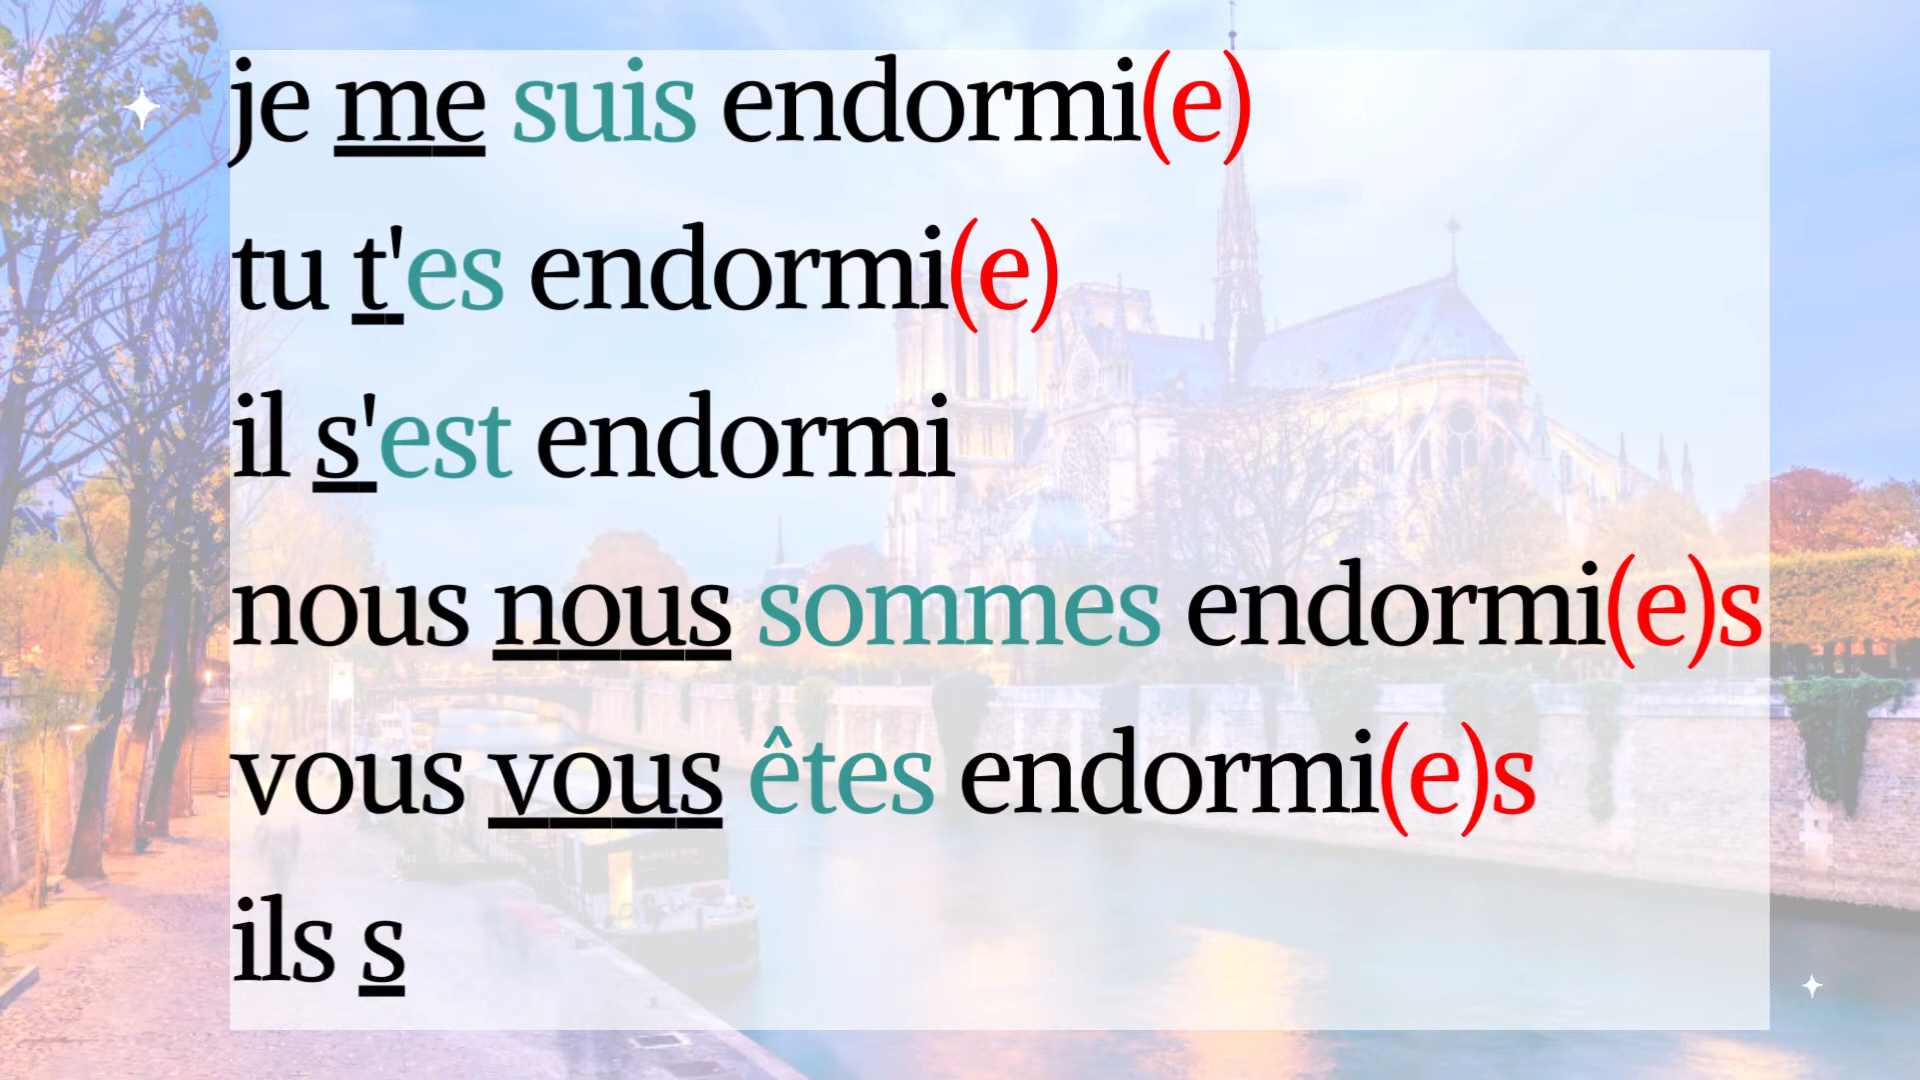 je me suis endormi(e)
tu t'es endormi(e)
il s'est endormi
nous nous sommes endormi(e)s
vous vous êtes endormi(e)s
ils s